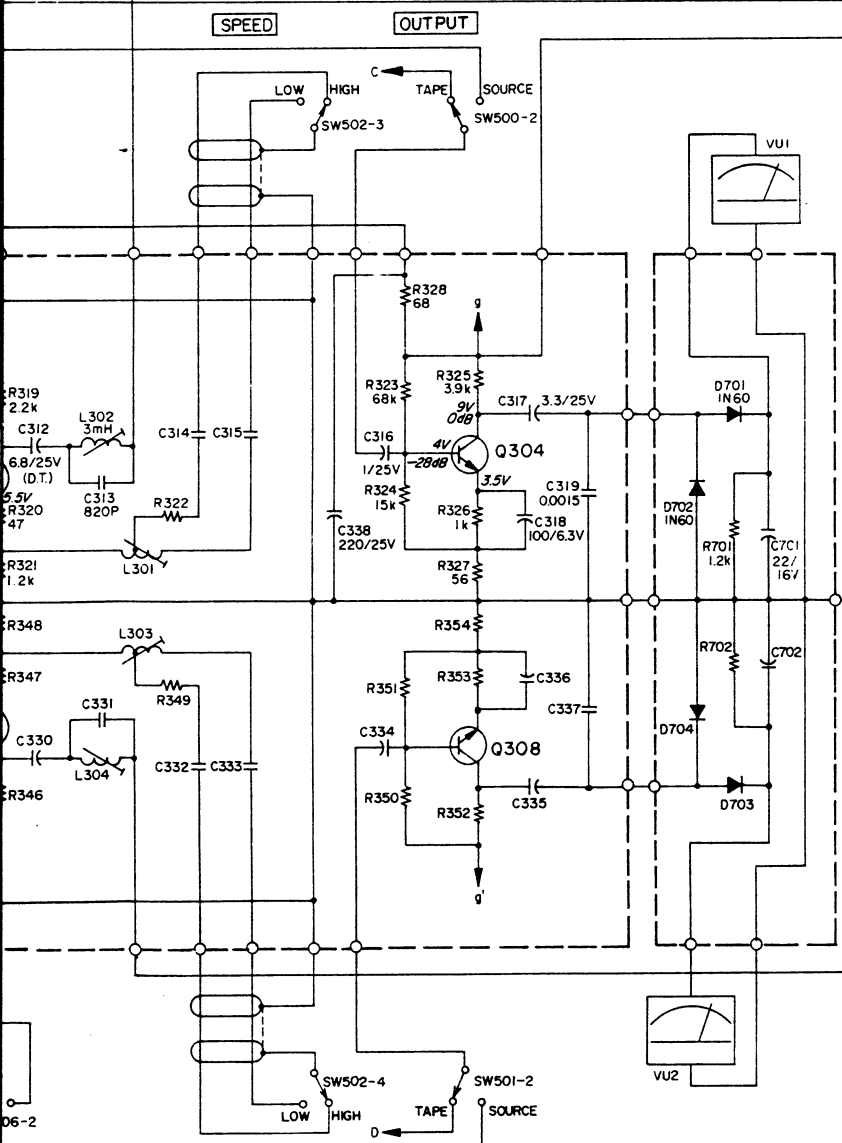 SPEED
OUTPUT
C
LOW
HIGH
TAPE
SOURCE
SW502-3
SW500-2
VU1
R328
68
g
R319
2.2k
L302
3mH
R323
68k
R325
3.9k
C317
3.3/25V
D701
1N60
9V
0dB
C312
6.8/25V
(D.T.)
C314
C315
C316
1/25V
4V
-28dB
Q304
5.5V
R320
47
C313
820P
R322
R324
15k
3.5V
C319
0.0015
D702
1N60
C338
220/25V
R326
1k
C318
100/6.3V
R701
1.2k
C7C1
22/
16V
R321
1.2k
L301
R327
56
R348
L303
R354
R702
C702
R347
R349
R351
R353
C336
C331
C337
D704
C330
L304
C334
Q308
C332
C333
R346
R350
R352
C335
D703
g'
D6-2
SW502-4
SW501-2
VU2
LOW
HIGH
TAPE
SOURCE
D